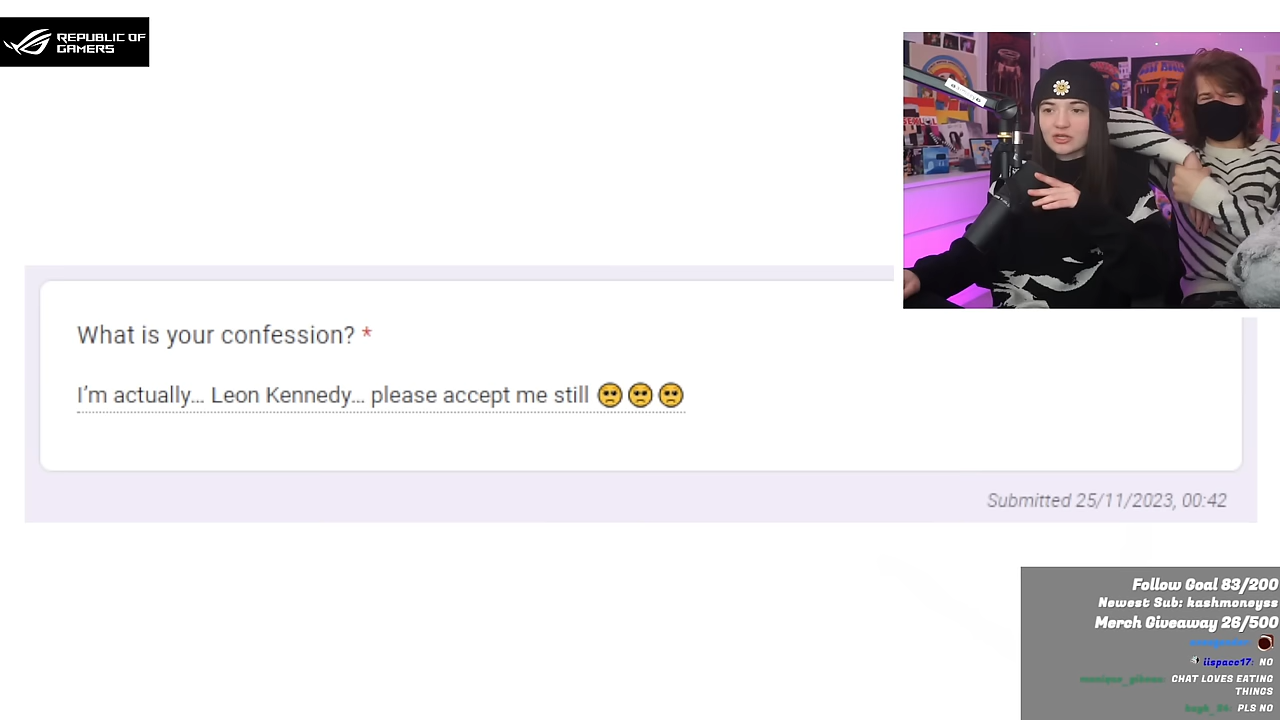 REPUBLIC OF
GAMERS
What is your confession? *
I'm actually… Leon Kennedy… please accept me still 🥺🥺🥺
Submitted 25/11/2023, 00:42
Follow Goal 83/200
Newest Sub: kashmoneyss
Merch Giveaway 26/500
iispace17: NO
CHAT LOVES EATING
THINGS
PLS NO